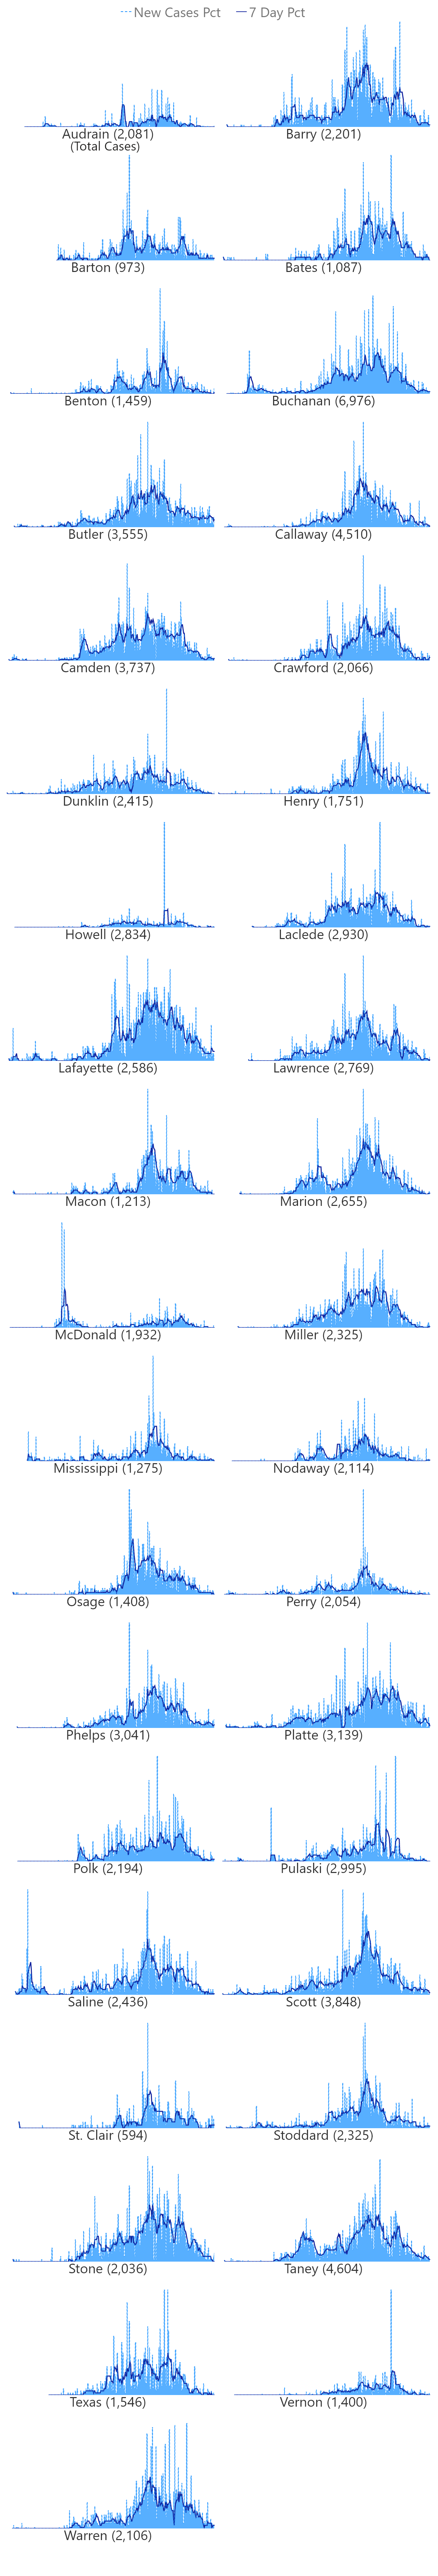 New Cases Pct 7 Day Pct
Audrain (2,081) Barry (2,201)
(Total Cases)
Barton (973) Bates (1,087)
Benton (1,459) Buchanan (6,976)
Butler (3,555) Callaway (4,510)
Camden (3,737) Crawford (2,066)
Dunklin (2,415) Henry (1,751)
Howell (2,834) Laclede (2,930)
Lafayette (2,586) Lawrence (2,769)
Macon (1,213) Marion (2,655)
McDonald (1,932) Miller (2,325)
Mississippi (1,275) Nodaway (2,114)
Osage (1,408) Perry (2,054)
Phelps (3,041) Platte (3,139)
Polk (2,194) Pulaski (2,995)
Saline (2,436) Scott (3,848)
St. Clair (594) Stoddard (2,325)
Stone (2,036) Taney (4,604)
Texas (1,546) Vernon (1,400)
Warren (2,106)